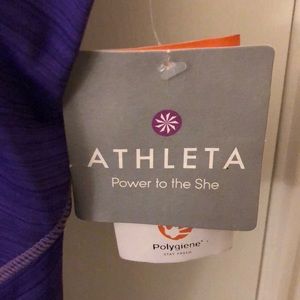 ATHLETA
Power to the She
Polygiene
STAY FRESH